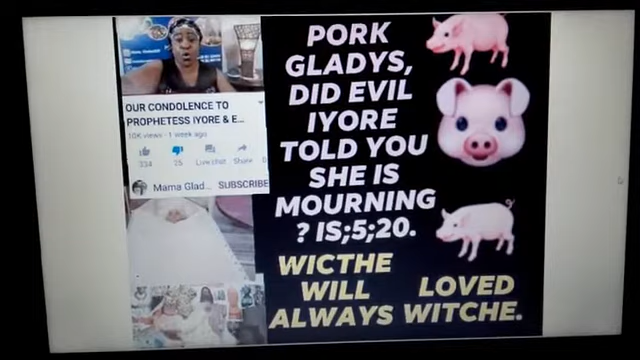 OUR CONDOLENCE TO
PROPHETESS IYORE & E...
10K views · 1 week ago
334 25 Live chat Share
Mama Glad... SUBSCRIBE
PORK
GLADYS,
DID EVIL
IYORE
TOLD YOU
SHE IS
MOURNING
? IS;5;20.
WICTHE
WILL LOVED
ALWAYS WITCHE.